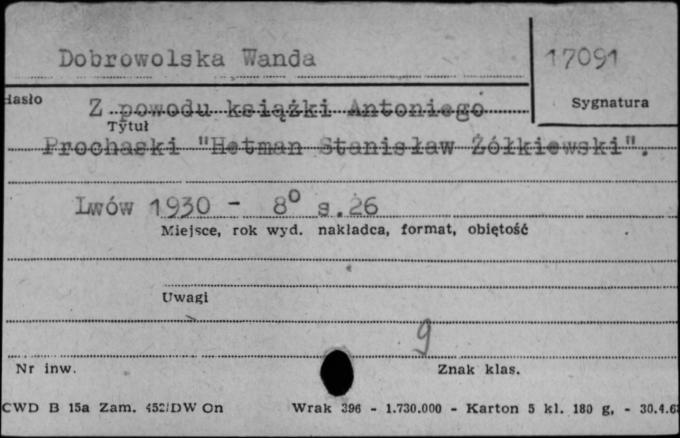 Dobrowolska Wanda
17091
Hasło
Sygnatura
Z powodu książki Antoniego
Tytuł
Prochaski "Hetman Stanisław Żółkiewski".
Lwów 1930 - 8° s.26
Miejsce, rok wyd. nakładca, format, objętość
Uwagi
9
Nr inw.
Znak klas.
CWD B 15a Zam. 452/DW On
Wrak 396 - 1.730.000 - Karton 5 kl. 180 g, - 30.4.6